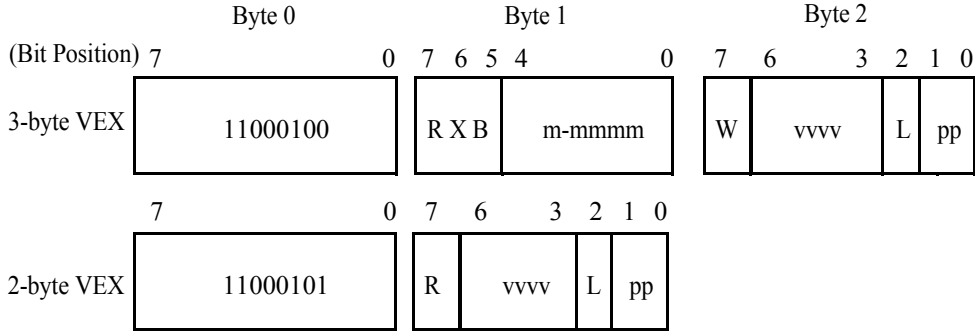 Byte 0 Byte 1 Byte 2
(Bit Position) 7 0 7 6 5 4 0 7 6 3 2 1 0
3-byte VEX 11000100 R X B m-mmmm W vvvv L pp
7 0 7 6 3 2 1 0
2-byte VEX 11000101 R vvvv L pp